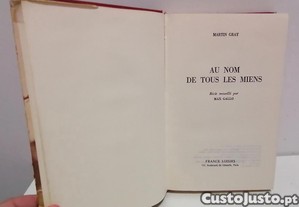 MARTIN GRAY
AU NOM
DE TOUS LES MIENS
Récit recueilli par
MAX GALLO
FRANCE LOISIRS
CustoJusto.pt